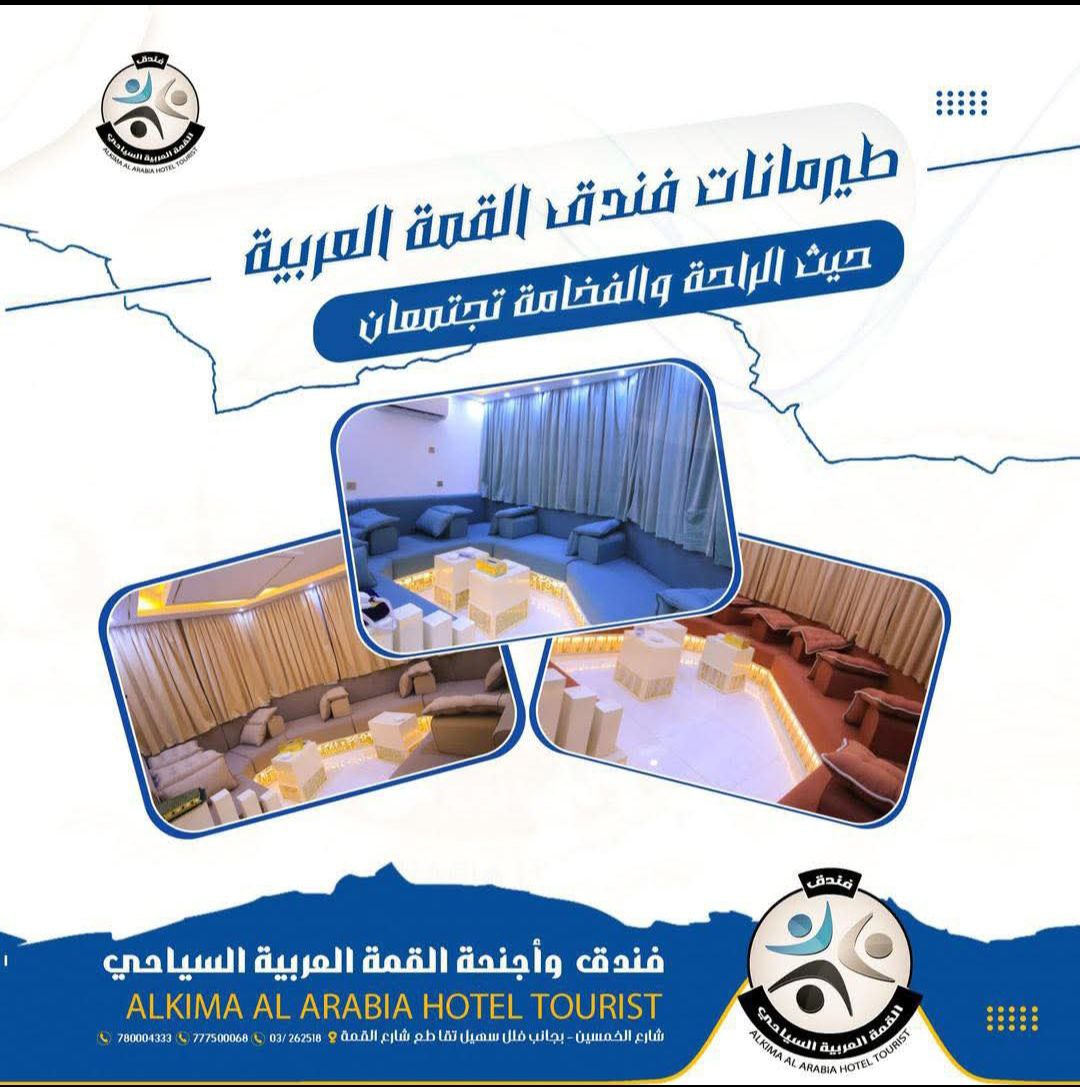 فندق
القمة العربية السياحي
ALKIMA AL ARABIA HOTEL TOURIST
طيرمانات فندق القمة العربية
حيث الراحة والفخامة تجتمعان
فندق وأجنحة القمة العربية السياحي
ALKIMA AL ARABIA HOTEL TOURIST
شارع الخمسين - بجانب فلل سهيل تقاطع شارع القمة 03/ 262518 777500068 780004333
فندق
القمة العربية السياحي
ALKIMA AL ARABIA HOTEL TOURIST